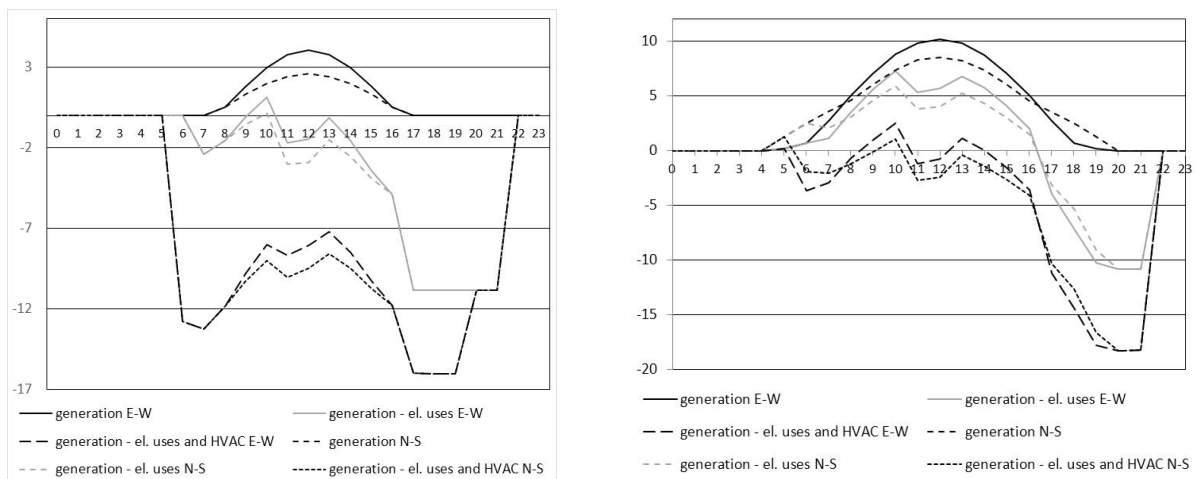 3
-2
-7
-12
-17
0 1 2 3 4 5 6 7 8 9 10 11 12 13 14 15 16 17 18 19 20 21 22 23
generation E-W
generation - el. uses E-W
generation - el. uses and HVAC E-W
generation N-S
generation - el. uses N-S
generation - el. uses and HVAC N-S
10
5
0
-5
-10
-15
-20
0 1 2 3 4 5 6 7 8 9 10 11 12 13 14 15 16 17 18 19 20 21 22 23
generation E-W
generation - el. uses E-W
generation - el. uses and HVAC E-W
generation N-S
generation - el. uses N-S
generation - el. uses and HVAC N-S